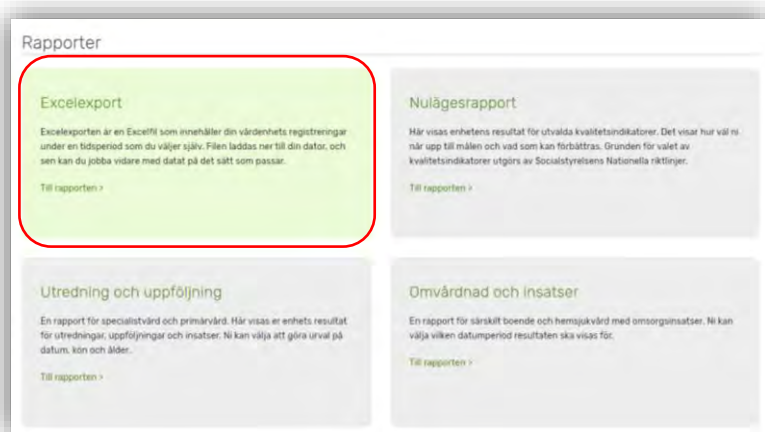 Rapporter
Excelexport
Excelexporten är en Excelfil som innehåller din vårdenhets registreringar
under en tidsperiod som du väljer själv. Filen laddas ner till din dator, och
sen kan du jobba vidare med datat på det sätt som passar.
Till rapporten >
Nulägesrapport
Här visas enhetens resultat för utvalda kvalitetsindikatorer. Det visar hur väl ni
når upp till målen och vad som kan förbättras. Grunden för valet av
kvalitetsindikatorer utgörs av Socialstyrelsens Nationella riktlinjer.
Till rapporten >
Utredning och uppföljning
En rapport för specialistvård och primärvård. Här visas er enhets resultat
för utredningar, uppföljningar och insatser. Ni kan välja att göra urval på
datum, kön och ålder.
Till rapporten >
Omvårdnad och insatser
En rapport för särskilt boende och hemsjukvård med omsorgsinsatser. Ni kan
välja vilken datumperiod resultaten ska visas för.
Till rapporten >